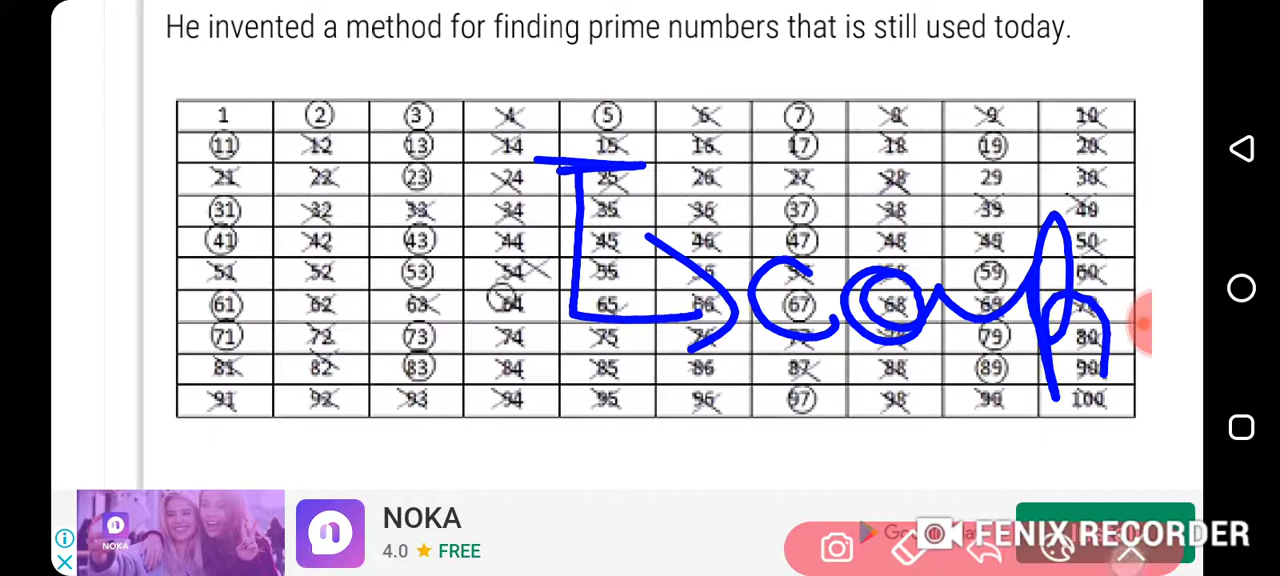 He invented a method for finding prime numbers that is still used today.
1 2 3 4 5 6 7 8 9 10
11 12 13 14 15 16 17 18 19 20
21 22 23 24 25 26 27 28 29 30
31 32 33 34 35 36 37 38 39 40
41 42 43 44 45 46 47 48 49 50
51 52 53 54 55 59 60
61 62 63 64 65 66 67 68 69
71 72 73 74 75 76 77 79 80
81 82 83 84 85 86 87 88 89 90
91 92 93 94 95 96 97 98 99 100
NOKA
NOKA
4.0 ★ FREE
FENIX RECORDER